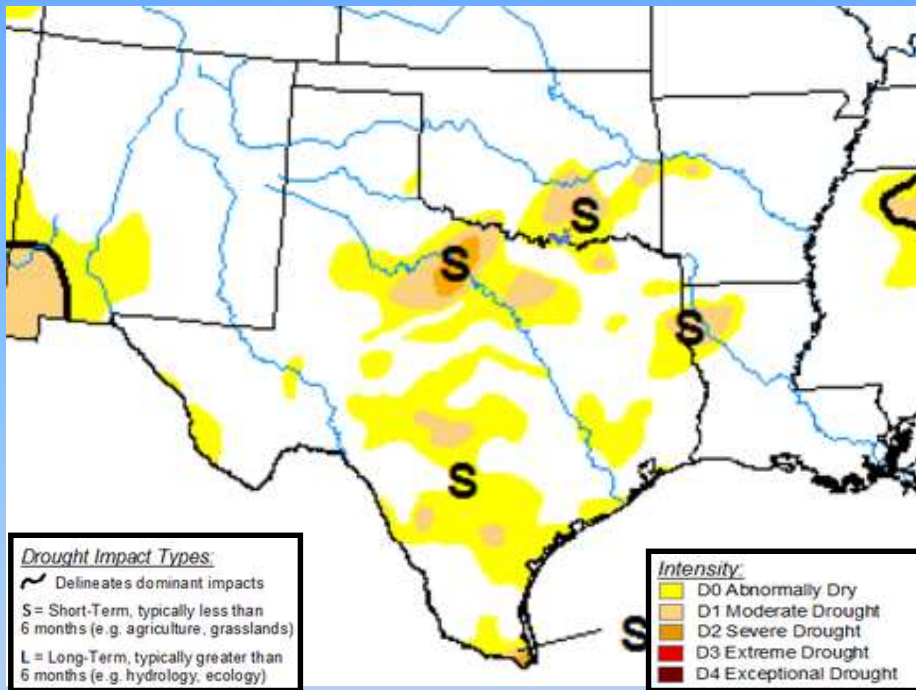 S
S
S
S
S
Drought Impact Types:
Delineates dominant impacts
S = Short-Term, typically less than
6 months (e.g. agriculture, grasslands)
L = Long-Term, typically greater than
6 months (e.g. hydrology, ecology)
Intensity:
D0 Abnormally Dry
D1 Moderate Drought
D2 Severe Drought
D3 Extreme Drought
D4 Exceptional Drought